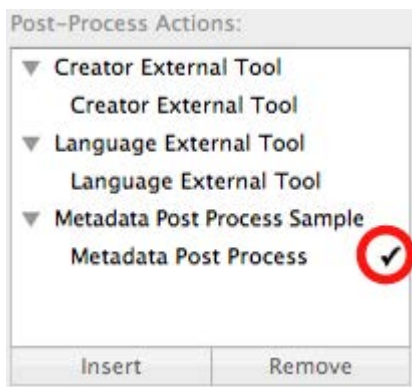 Post-Process Actions:
Creator External Tool
Creator External Tool
Language External Tool
Language External Tool
Metadata Post Process Sample
Metadata Post Process ✓
Insert Remove